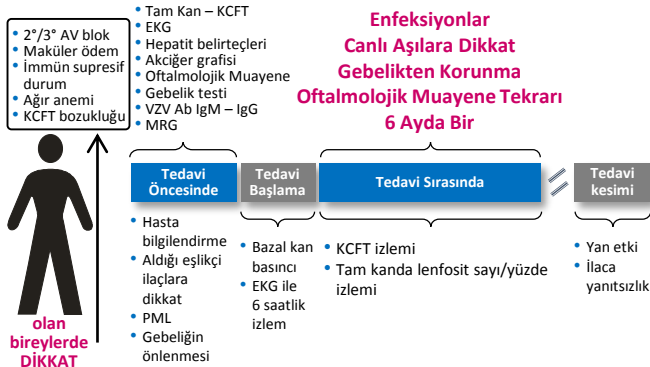 • 2°/3° AV blok
• Maküler ödem
• İmmün supresif
durum
• Ağır anemi
• KCFT bozukluğu
olan
bireylerde
DİKKAT
• Tam Kan – KCFT
• EKG
• Hepatit belirteçleri
• Akciğer grafisi
• Oftalmolojik Muayene
• Gebelik testi
• VZV Ab IgM – IgG
• MRG
Enfeksiyonlar
Canlı Aşılara Dikkat
Gebelikten Korunma
Oftalmolojik Muayene Tekrarı
6 Ayda Bir
Tedavi
Öncesinde
Tedavi
Başlama
Tedavi Sırasında
Tedavi
kesimi
• Hasta
bilgilendirme
• Aldığı eşlikçi
ilaçlara
dikkat
• PML
• Gebeliğin
önlenmesi
• Bazal kan
basıncı
• EKG ile
6 saatlik
izlem
• KCFT izlemi
• Tam kanda lenfosit sayı/yüzde
izlemi
• Yan etki
• İlaca
yanıtsızlık